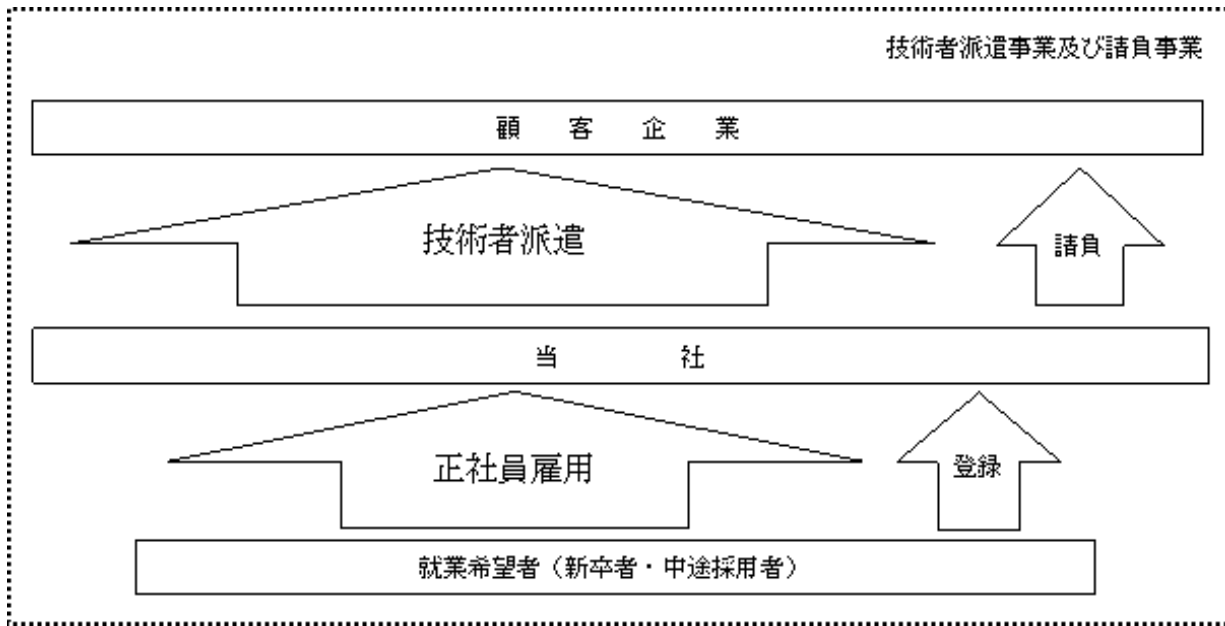 技術者派遣事業及び請負事業
顧客企業
技術者派遣
請負
当社
正社員雇用
登録
就業希望者（新卒者・中途採用者）